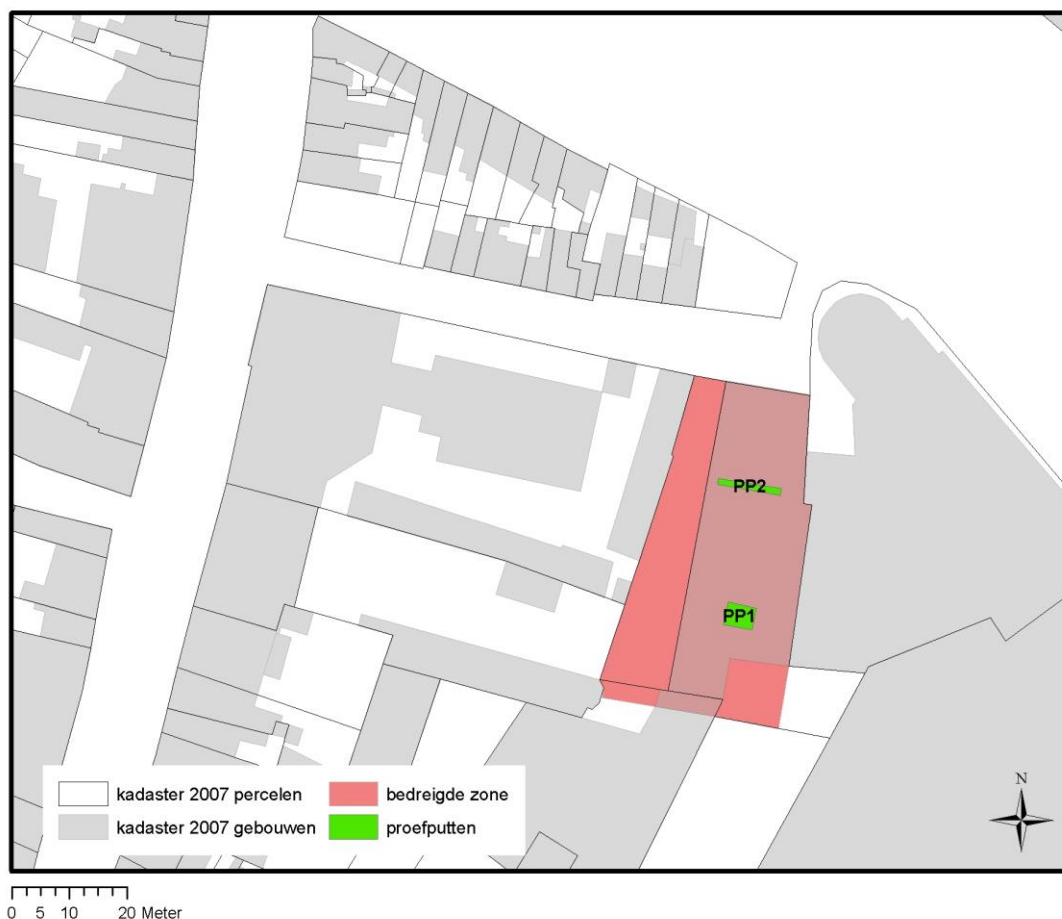 PP2
PP1
N
kadaster 2007 percelen
bedreigde zone
kadaster 2007 gebouwen
proefputten
0 5 10 20 Meter